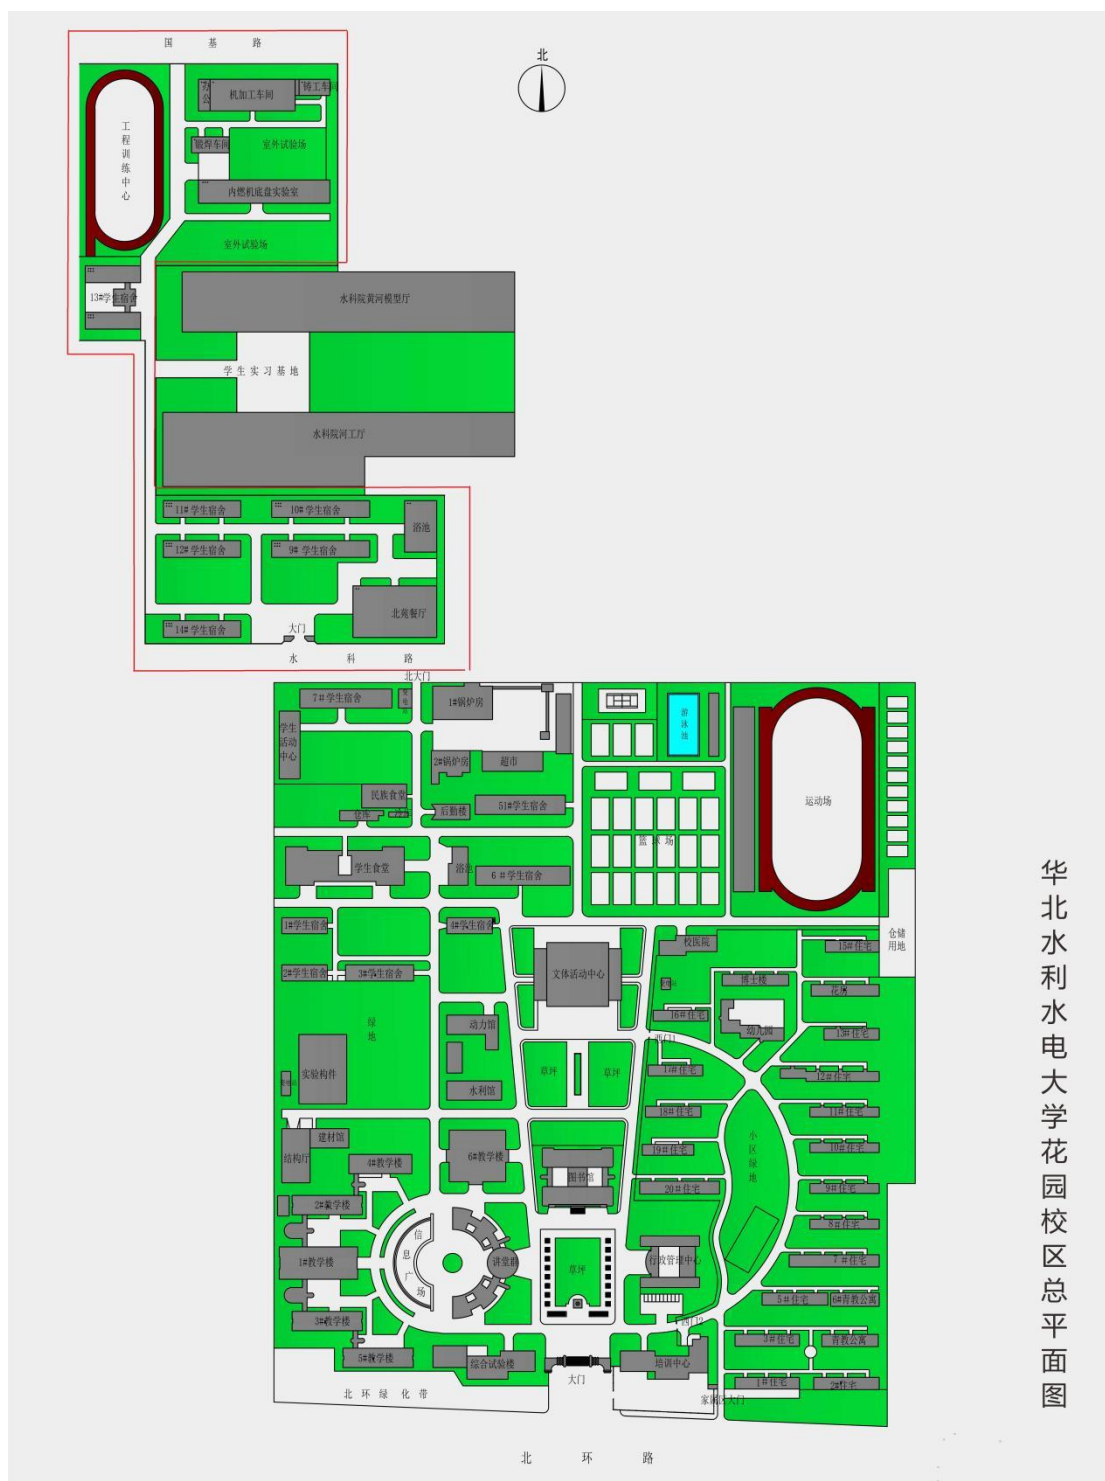 国基路
北
办公
机加工车间
铸工车间
工程训练中心
锻焊车间
室外试验场
内燃机底盘实验室
室外试验场
13#学生宿舍
水科院黄河模型厅
学生实习基地
水科院河工厅
11#学生宿舍
10#学生宿舍
浴池
12#学生宿舍
9#学生宿舍
北苑餐厅
14#学生宿舍
大门
水科路
北大门
7#学生宿舍
1#锅炉房
游泳池
学生活动中心
2#锅炉房
超市
民族食堂
运动场
仓库
后勤楼
51#学生宿舍
篮球场
学生食堂
浴池
6#学生宿舍
1#学生宿舍
4#学生宿舍
仓储用地
校医院
15#住宅
2#学生宿舍
3#学生宿舍
文体活动中心
博士楼
花房
16#住宅
绿地
动力馆
幼儿园
13#住宅
西门1
实验构件
草坪
草坪
17#住宅
12#住宅
水利馆
18#住宅
11#住宅
建材馆
小区绿地
结构厅
4#教学楼
6#教学楼
19#住宅
10#住宅
图书馆
20#住宅
9#住宅
2#教学楼
8#住宅
信息广场
1#教学楼
讲堂群
草坪
行政管理中心
7#住宅
5#住宅
6#青教公寓
3#教学楼
西门2
3#住宅
青教公寓
5#教学楼
综合试验楼
培训中心
大门
1#住宅
2#住宅
北环绿化带
家属区大门
北环路
华北水利水电大学花园校区总平面图